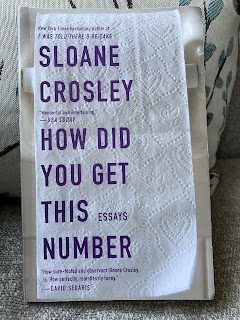 New York Times Bestselling Author of
I WAS TOLD THERE'D BE CAKE
SLOANE
CROSLEY
"Wonderful and entertaining."
—USA TODAY
HOW DID
YOU GET
THIS ESSAYS
NUMBER
"How sure-footed and observant Sloane Crosley
is. How perfectly, relentlessly funny."
—DAVID SEDARIS